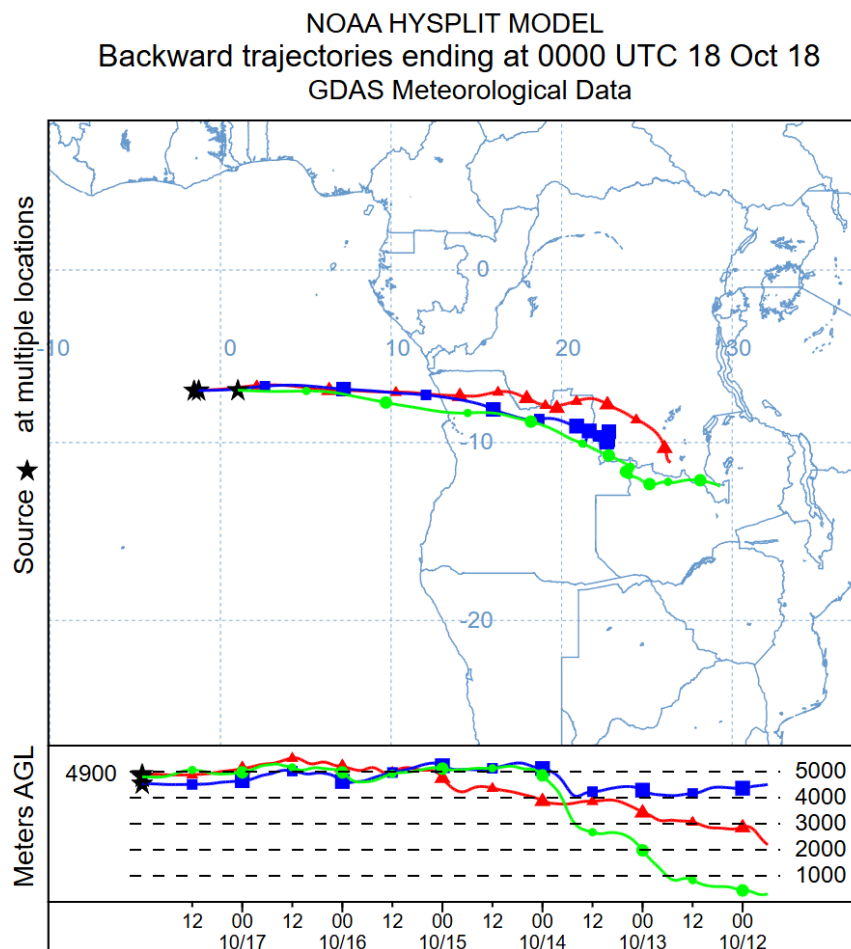 NOAA HYSPLIT MODEL
Backward trajectories ending at 0000 UTC 18 Oct 18
GDAS Meteorological Data
Source ★ at multiple locations
0
-10 0 10 20 30
-10
-20
Meters AGL
4900
5000
4000
3000
2000
1000
12 00 12 00 12 00 12 00 12 00 12 00
10/17 10/16 10/15 10/14 10/13 10/12